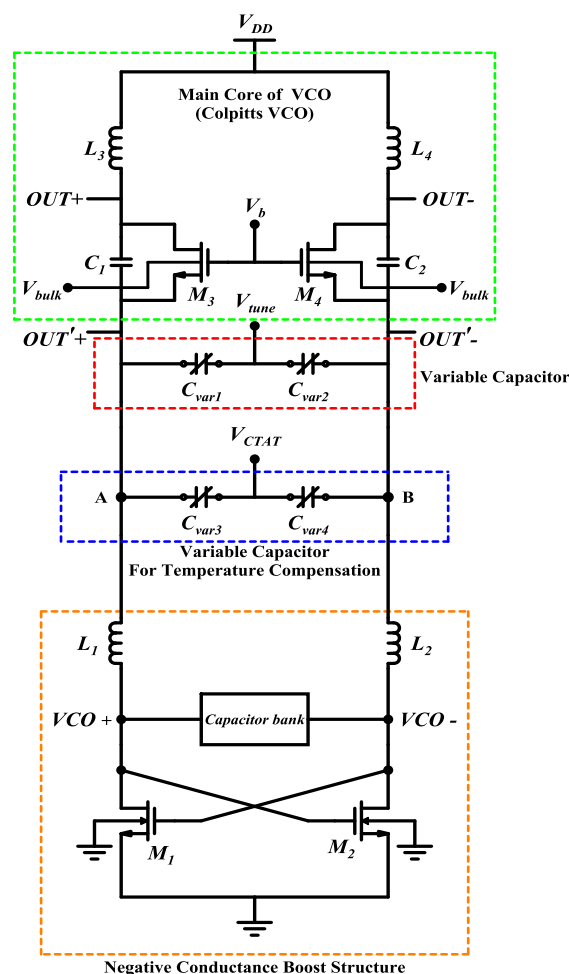 V_DD
Main Core of VCO
(Colpitts VCO)
L_3
L_4
OUT+
OUT-
V_b
C_1
C_2
M_3
M_4
V_bulk
V_bulk
V_tune
OUT'+
OUT'-
C_var1
C_var2
Variable Capacitor
V_CTAT
A
B
C_var3
C_var4
Variable Capacitor
For Temperature Compensation
L_1
L_2
VCO +
Capacitor bank
VCO -
M_1
M_2
Negative Conductance Boost Structure